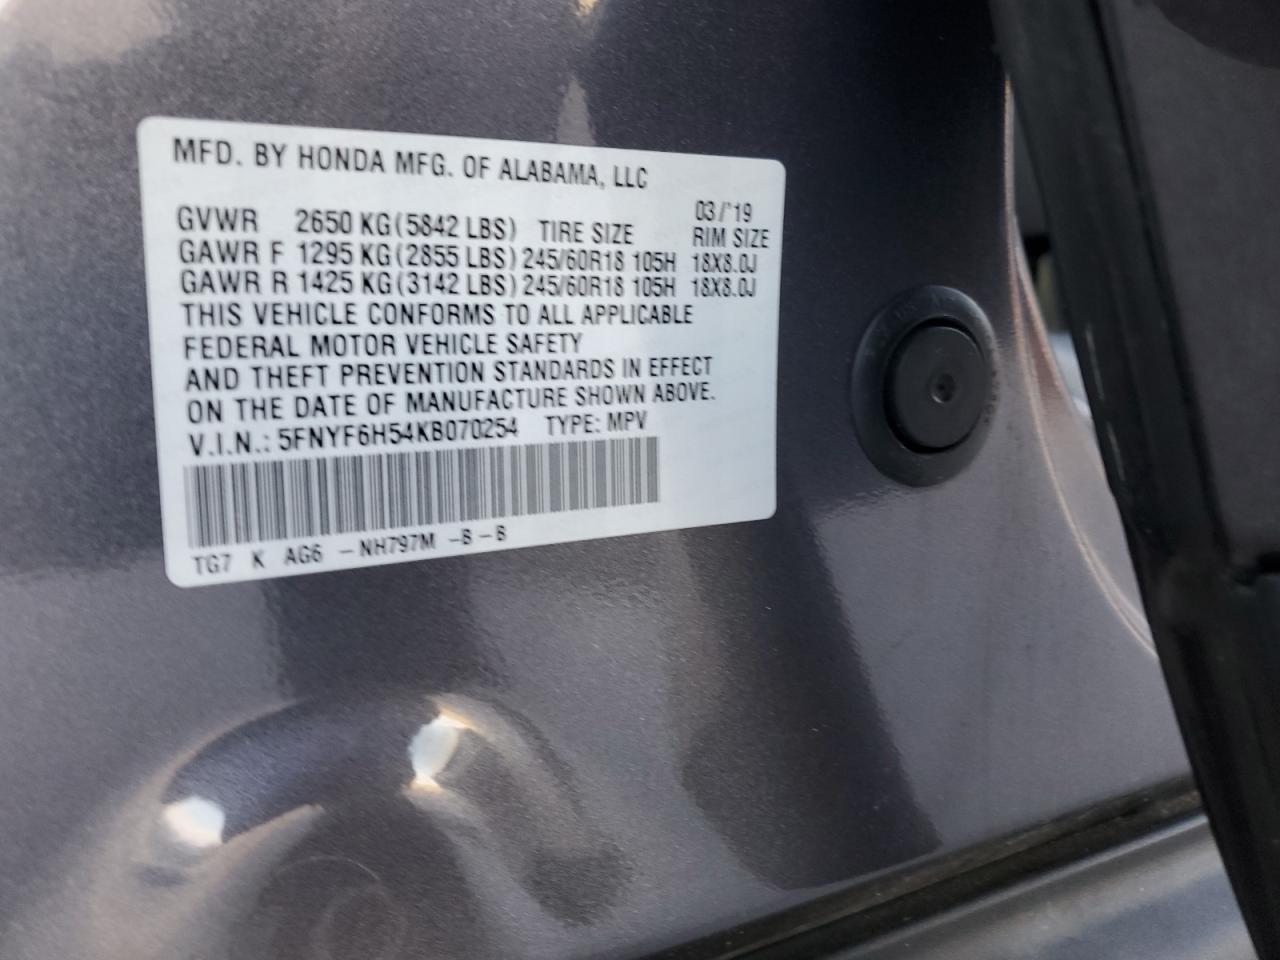 MFD. BY HONDA MFG. OF ALABAMA, LLC
03/'19
GVWR 2650 KG(5842 LBS) TIRE SIZE RIM SIZE
GAWR F 1295 KG(2855 LBS) 245/60R18 105H 18X8.0J
GAWR R 1425 KG(3142 LBS) 245/60R18 105H 18X8.0J
THIS VEHICLE CONFORMS TO ALL APPLICABLE
FEDERAL MOTOR VEHICLE SAFETY
AND THEFT PREVENTION STANDARDS IN EFFECT
ON THE DATE OF MANUFACTURE SHOWN ABOVE.
V.I.N.: 5FNYF6H54KB070254 TYPE: MPV
TG7 K AG6 -NH797M -B-B